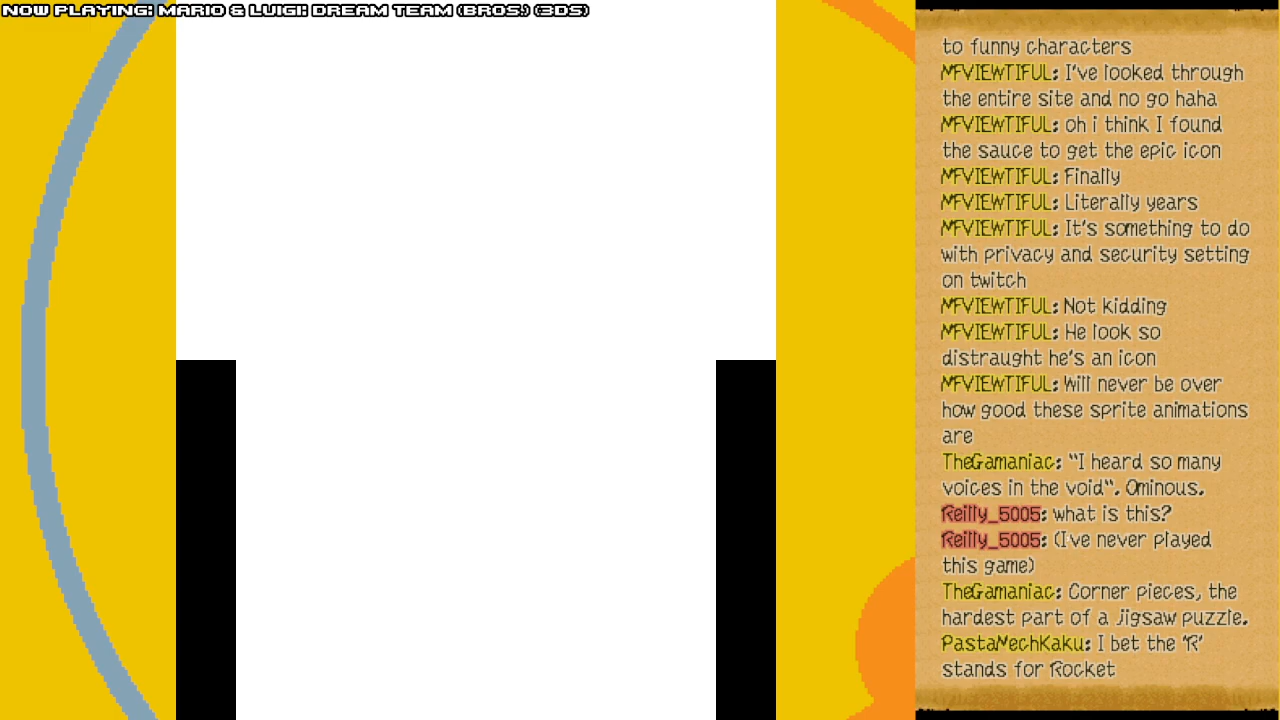 NOW PLAYING: MARIO & LUIGI: DREAM TEAM (BROS.) (3DS)
to funny characters
MFVIEWTIFUL: I've looked through
the entire site and no go haha
MFVIEWTIFUL: oh i think I found
the sauce to get the epic icon
MFVIEWTIFUL: Finally
MFVIEWTIFUL: Literally years
MFVIEWTIFUL: It's something to do
with privacy and security setting
on twitch
MFVIEWTIFUL: Not kidding
MFVIEWTIFUL: He look so
distraught he's an icon
MFVIEWTIFUL: Will never be over
how good these sprite animations
are
TheGamaniac: "I heard so many
voices in the void". Ominous.
Reilly_5005: what is this?
Reilly_5005: (I've never played
this game)
TheGamaniac: Corner pieces, the
hardest part of a jigsaw puzzle.
PastaMechKaku: I bet the 'R'
stands for Rocket